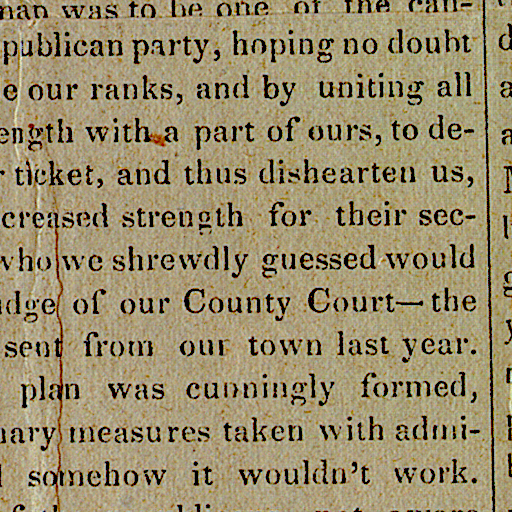 man was to be one of the can-
publican party, hoping no doubt
e our ranks, and by uniting all
ength with a part of ours, to de-
r ticket, and thus dishearten us,
creased strength for their sec-
who we shrewdly guessed would
udge of our County Court—the
sent from our town last year.
plan was cunningly formed,
nary measures taken with admi-
somehow it wouldn't work.